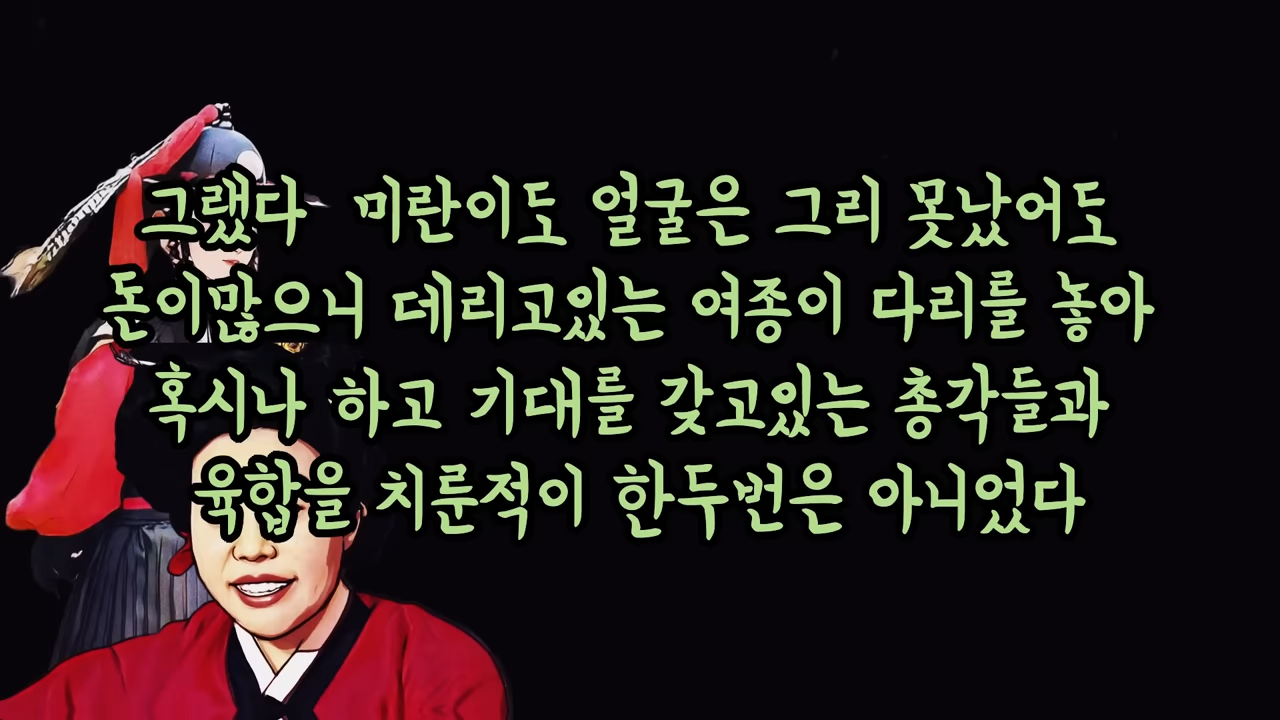 그랬다 미란이도 얼굴은 그리 못났어도
돈이많으니 데리고있는 여종이 다리를 놓아
혹시나 하고 기대를 갖고있는 총각들과
육합을 치룬적이 한두번은 아니었다